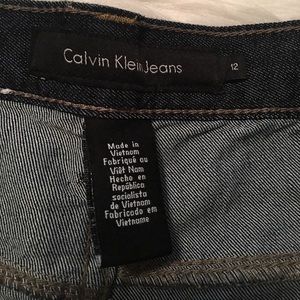 Calvin Klein Jeans
12
Made in
Vietnam
Fabriqué au
Viêt Nam
Hecho en
República
socialista
de Vietnam
Fabricado em
Vietname